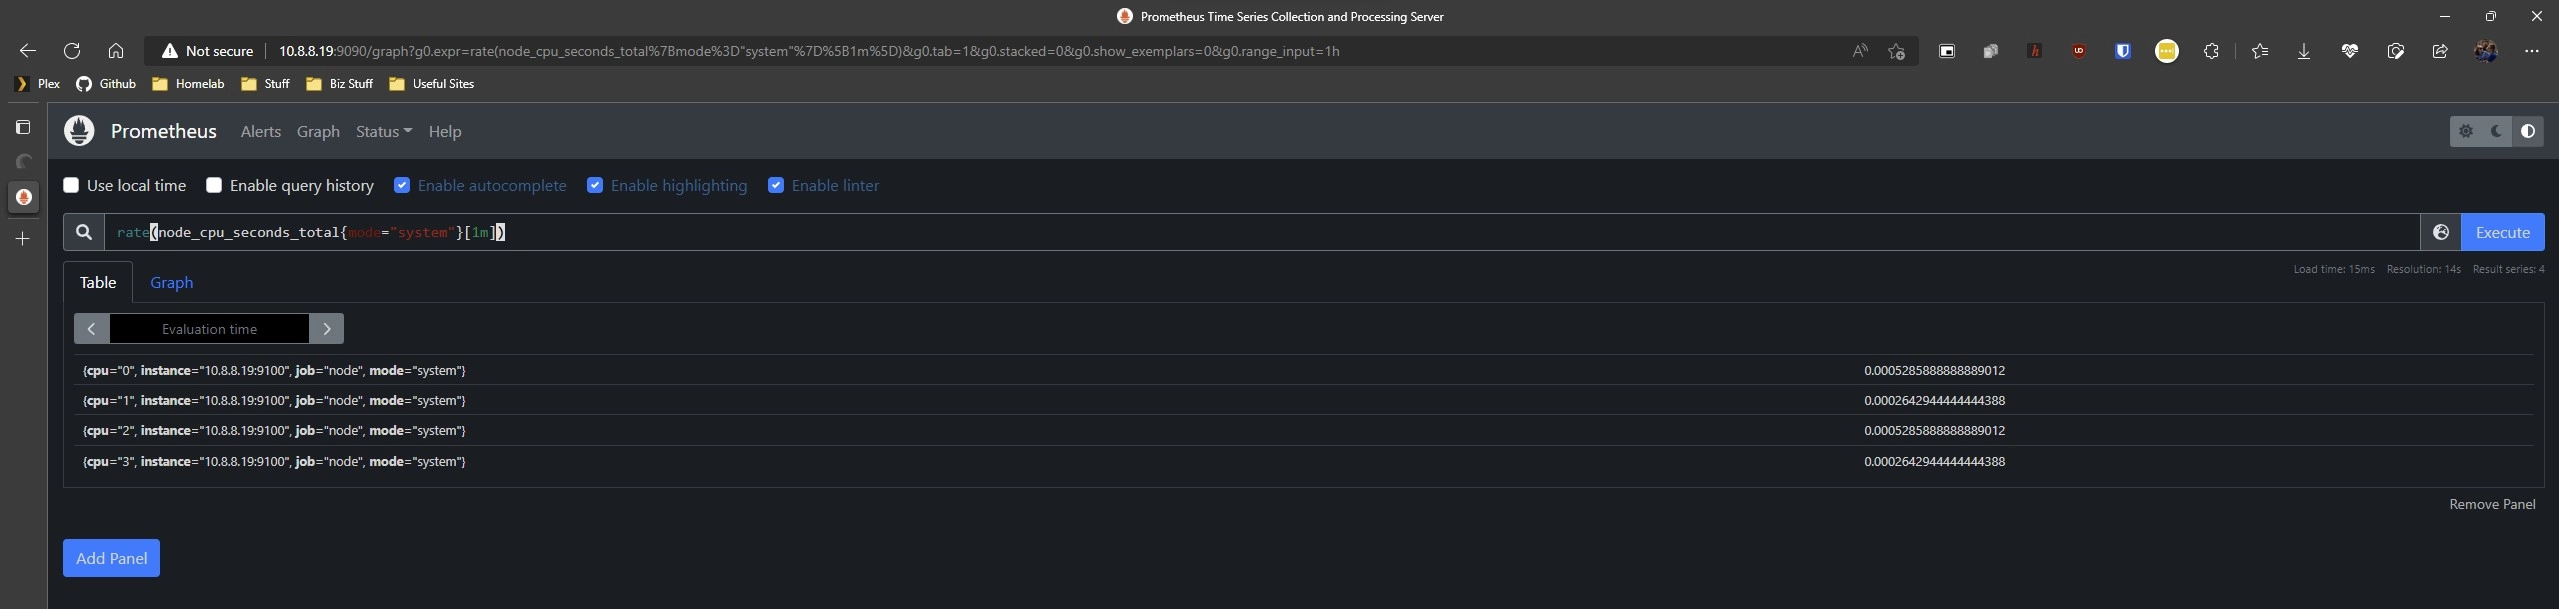 Prometheus Time Series Collection and Processing Server
Not secure 10.8.8.19:9090/graph?g0.expr=rate(node_cpu_seconds_total%7Bmode%3D"system"%7D%5B1m%5D)&g0.tab=1&g0.stacked=0&g0.show_exemplars=0&g0.range_input=1h
Plex Github Homelab Stuff Biz Stuff Useful Sites
Prometheus Alerts Graph Status Help
Use local time Enable query history Enable autocomplete Enable highlighting Enable linter
rate(node_cpu_seconds_total{mode="system"}[1m]) Execute
Load time: 15ms Resolution: 14s Result series: 4
Table Graph
Evaluation time
{cpu="0", instance="10.8.8.19:9100", job="node", mode="system"} 0.0005285888888889012
{cpu="1", instance="10.8.8.19:9100", job="node", mode="system"} 0.0002642944444444388
{cpu="2", instance="10.8.8.19:9100", job="node", mode="system"} 0.0005285888888889012
{cpu="3", instance="10.8.8.19:9100", job="node", mode="system"} 0.0002642944444444388
Remove Panel
Add Panel